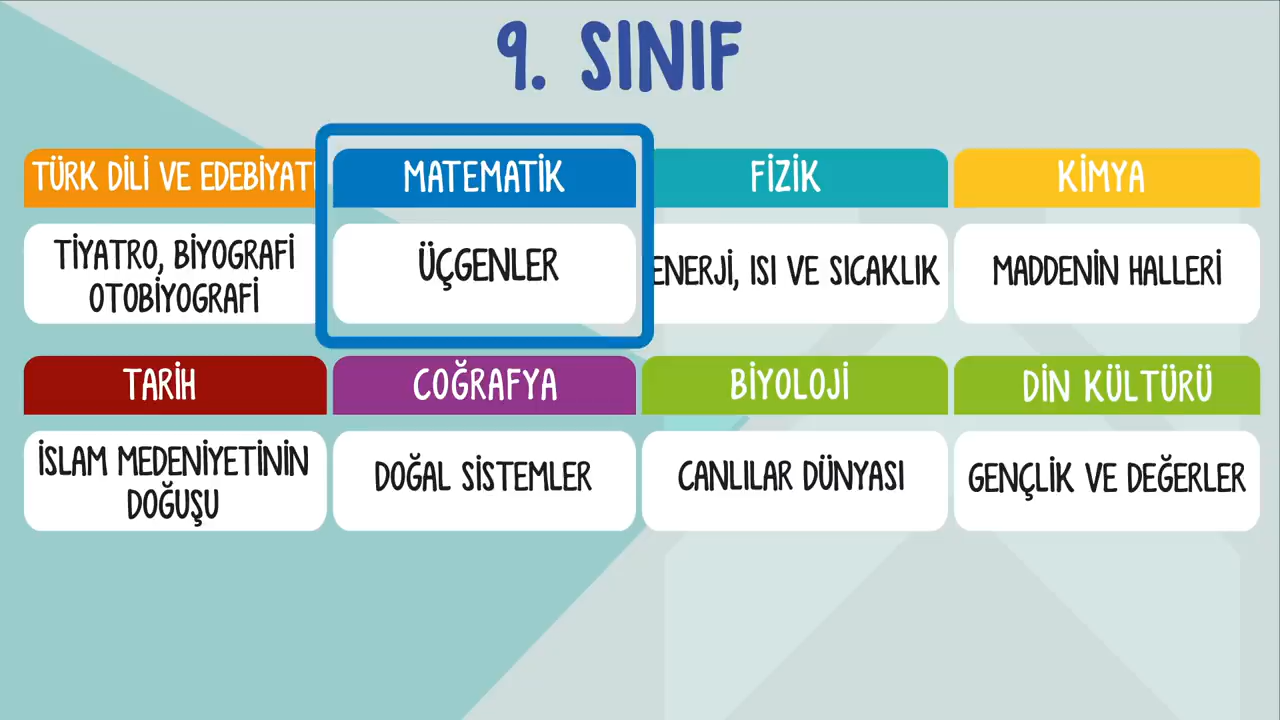 9. SINIF
TÜRK DİLİ VE EDEBİYATI
MATEMATİK
FİZİK
KİMYA
TİYATRO, BİYOGRAFİ
OTOBİYOGRAFİ
ÜÇGENLER
ENERJİ, ISI VE SICAKLIK
MADDENİN HALLERİ
TARİH
COĞRAFYA
BİYOLOJİ
DİN KÜLTÜRÜ
İSLAM MEDENİYETİNİN
DOĞUŞU
DOĞAL SİSTEMLER
CANLILAR DÜNYASI
GENÇLİK VE DEĞERLER